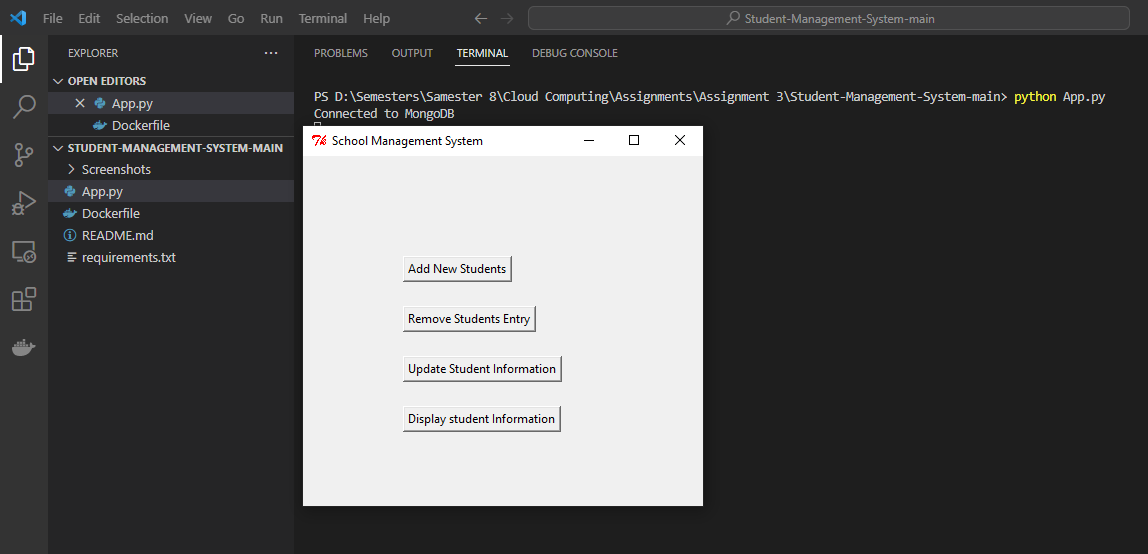 File Edit Selection View Go Run Terminal Help
Student-Management-System-main
EXPLORER
OPEN EDITORS
App.py
Dockerfile
STUDENT-MANAGEMENT-SYSTEM-MAIN
Screenshots
App.py
Dockerfile
README.md
requirements.txt
PROBLEMS OUTPUT TERMINAL DEBUG CONSOLE
PS D:\Semesters\Samester 8\Cloud Computing\Assignments\Assignment 3\Student-Management-System-main> python App.py
Connected to MongoDB
School Management System
Add New Students
Remove Students Entry
Update Student Information
Display student Information